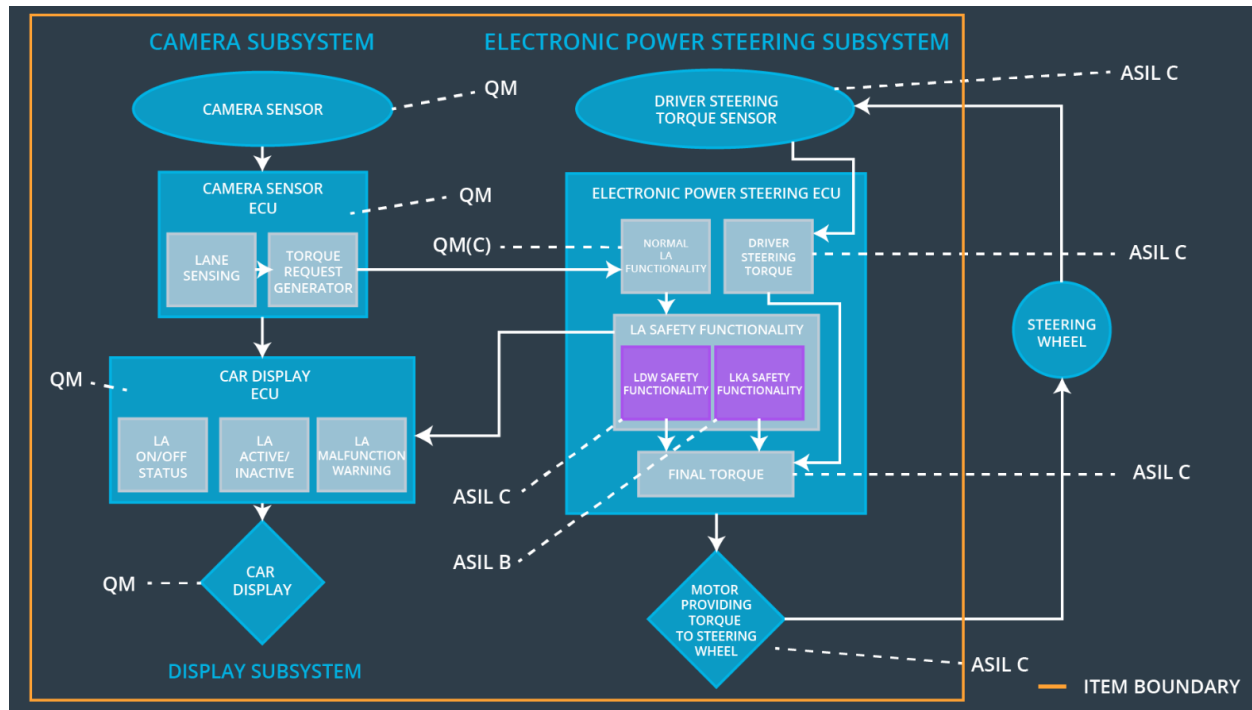 CAMERA SUBSYSTEM
ELECTRONIC POWER STEERING SUBSYSTEM
CAMERA SENSOR
QM
DRIVER STEERING
TORQUE SENSOR
ASIL C
CAMERA SENSOR
ECU
QM
LANE
SENSING
TORQUE
REQUEST
GENERATOR
ELECTRONIC POWER STEERING ECU
QM(C)
NORMAL
LA
FUNCTIONALITY
DRIVER
STEERING
TORQUE
ASIL C
STEERING
WHEEL
LA SAFETY FUNCTIONALITY
LDW SAFETY
FUNCTIONALITY
LKA SAFETY
FUNCTIONALITY
QM
CAR DISPLAY
ECU
LA
ON/OFF
STATUS
LA
ACTIVE/
INACTIVE
LA
MALFUNCTION
WARNING
FINAL TORQUE
ASIL C
ASIL C
ASIL B
QM
CAR
DISPLAY
MOTOR
PROVIDING
TORQUE
TO STEERING
WHEEL
ASIL C
DISPLAY SUBSYSTEM
ITEM BOUNDARY